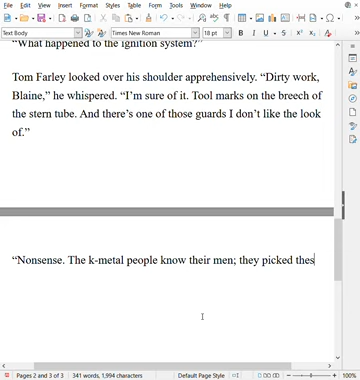 File Edit View Insert Format Styles Table Form Tools Window Help
Text Body Times New Roman 18 pt
“What happened to the ignition system?”
Tom Farley looked over his shoulder apprehensively. “Dirty work,
Blaine,” he whispered. “I’m sure of it. Tool marks on the breech of
the stern tube. And there’s one of those guards I don’t like the look
of.”
“Nonsense. The k-metal people know their men; they picked thes
Pages 2 and 3 of 3 341 words, 1,994 characters Default Page Style 100%